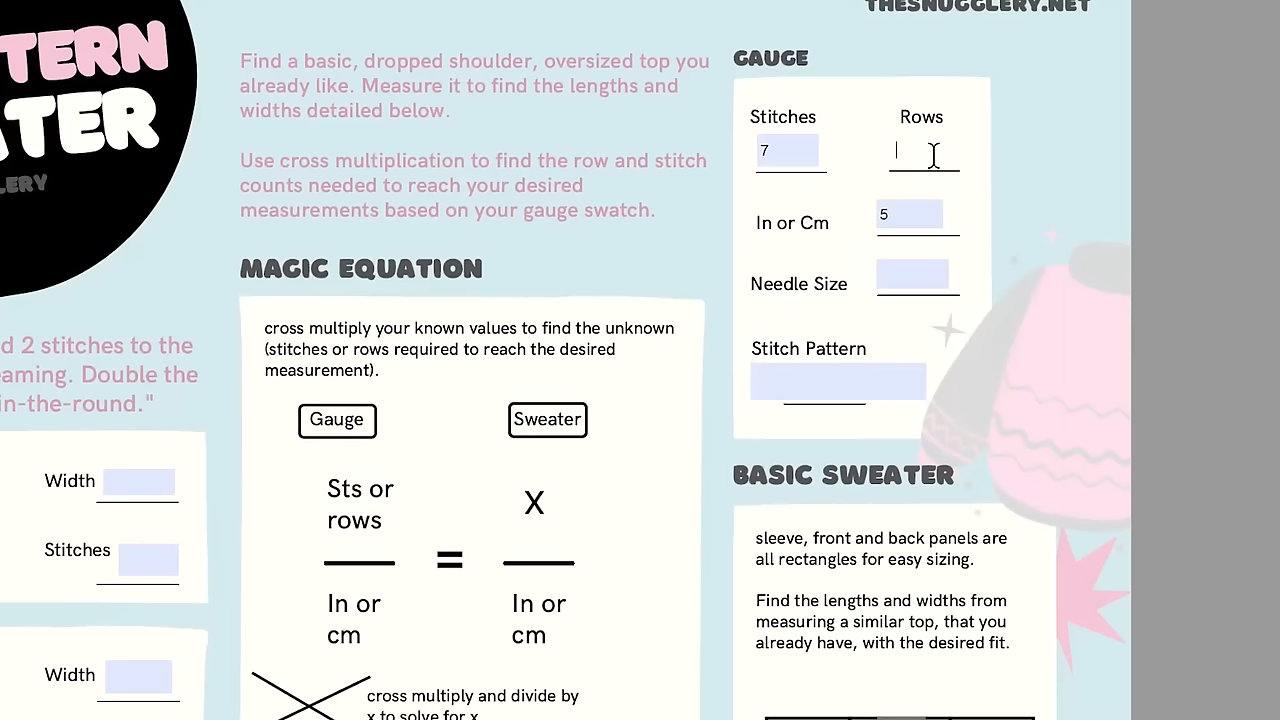 TERN
ATER
LERY
d 2 stitches to the
eaming. Double the
in-the-round."
Width
Stitches
Width
Find a basic, dropped shoulder, oversized top you
already like. Measure it to find the lengths and
widths detailed below.
Use cross multiplication to find the row and stitch
counts needed to reach your desired
measurements based on your gauge swatch.
MAGIC EQUATION
cross multiply your known values to find the unknown
(stitches or rows required to reach the desired
measurement).
Gauge
Sweater
Sts or
rows
X
=
In or
cm
In or
cm
cross multiply and divide by
x to solve for x
THESNUGGLERY.NET
GAUGE
Stitches
Rows
7
In or Cm
5
Needle Size
Stitch Pattern
BASIC SWEATER
sleeve, front and back panels are
all rectangles for easy sizing.
Find the lengths and widths from
measuring a similar top, that you
already have, with the desired fit.